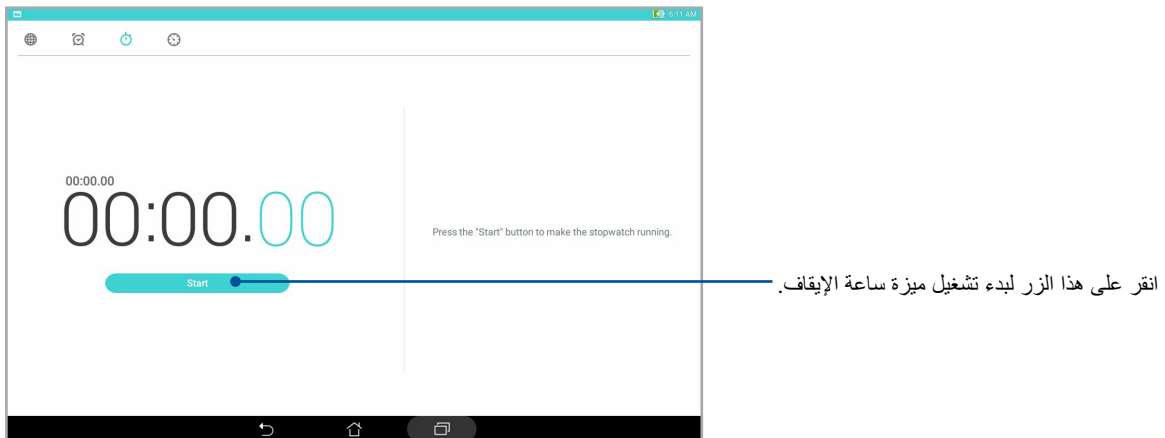 6:11 AM
00:00.00
00:00.00
Press the "Start" button to make the stopwatch running.
Start
انقر على هذا الزر لبدء تشغيل ميزة ساعة الإيقاف.